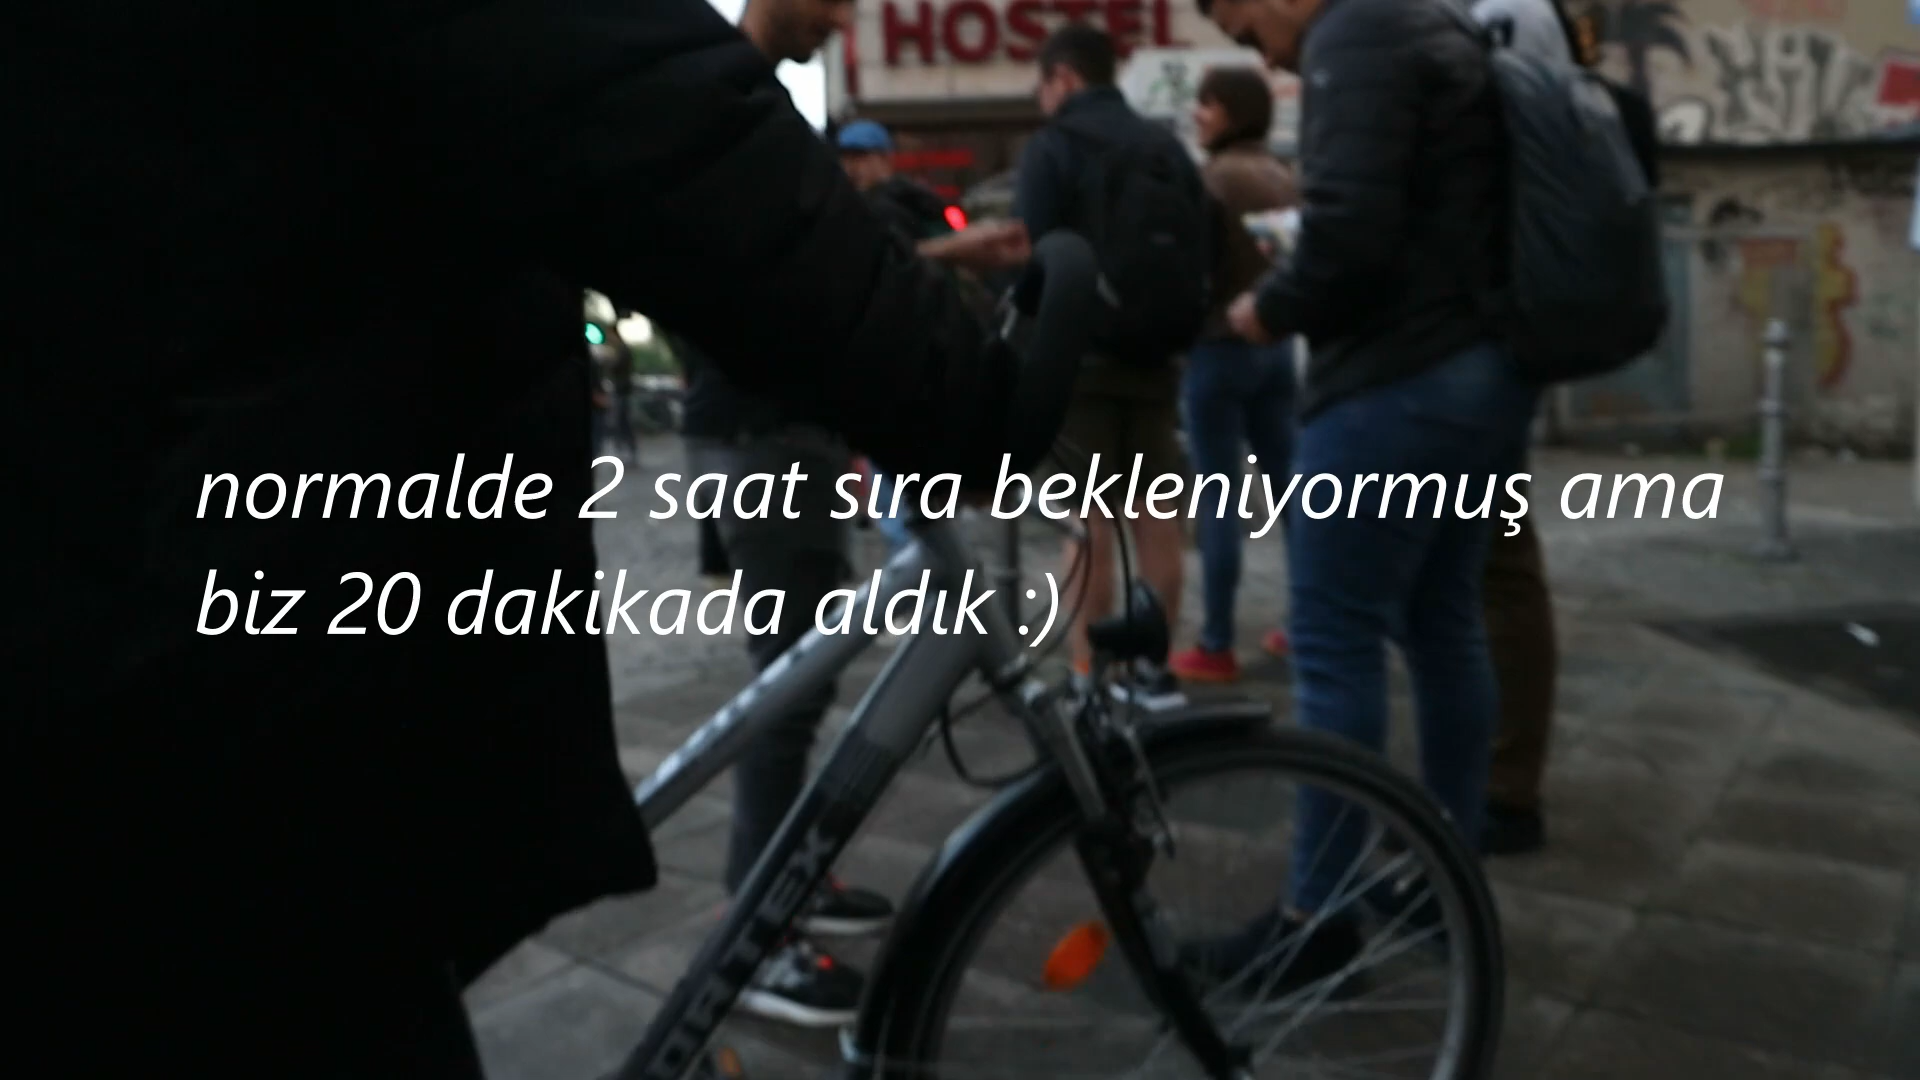 HOSTEL
normalde 2 saat sıra bekleniyormuş ama
biz 20 dakikada aldık :)